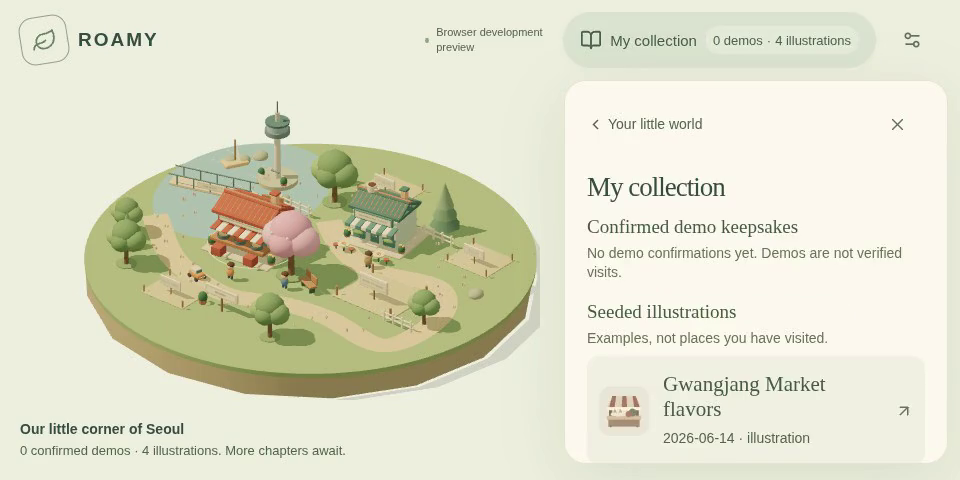 ROAMY
Browser development
preview
My collection
0 demos · 4 illustrations
Your little world
My collection
Confirmed demo keepsakes
No demo confirmations yet. Demos are not verified
visits.
Seeded illustrations
Examples, not places you have visited.
Gwangjang Market
flavors
2026-06-14 · illustration
Our little corner of Seoul
0 confirmed demos · 4 illustrations. More chapters await.